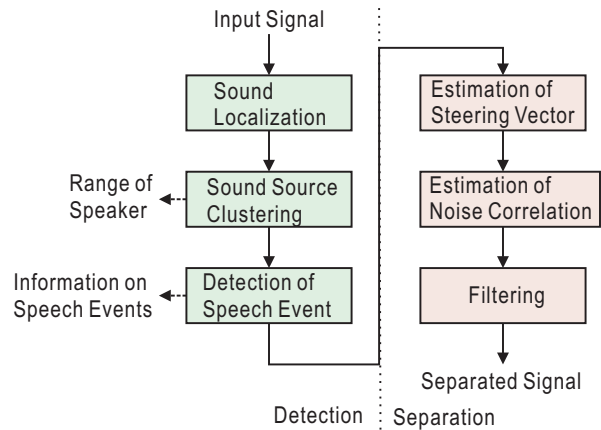 Input Signal
Sound
Localization
Range of
Speaker
Sound Source
Clustering
Information on
Speech Events
Detection of
Speech Event
Estimation of
Steering Vector
Estimation of
Noise Correlation
Filtering
Separated Signal
Detection
Separation